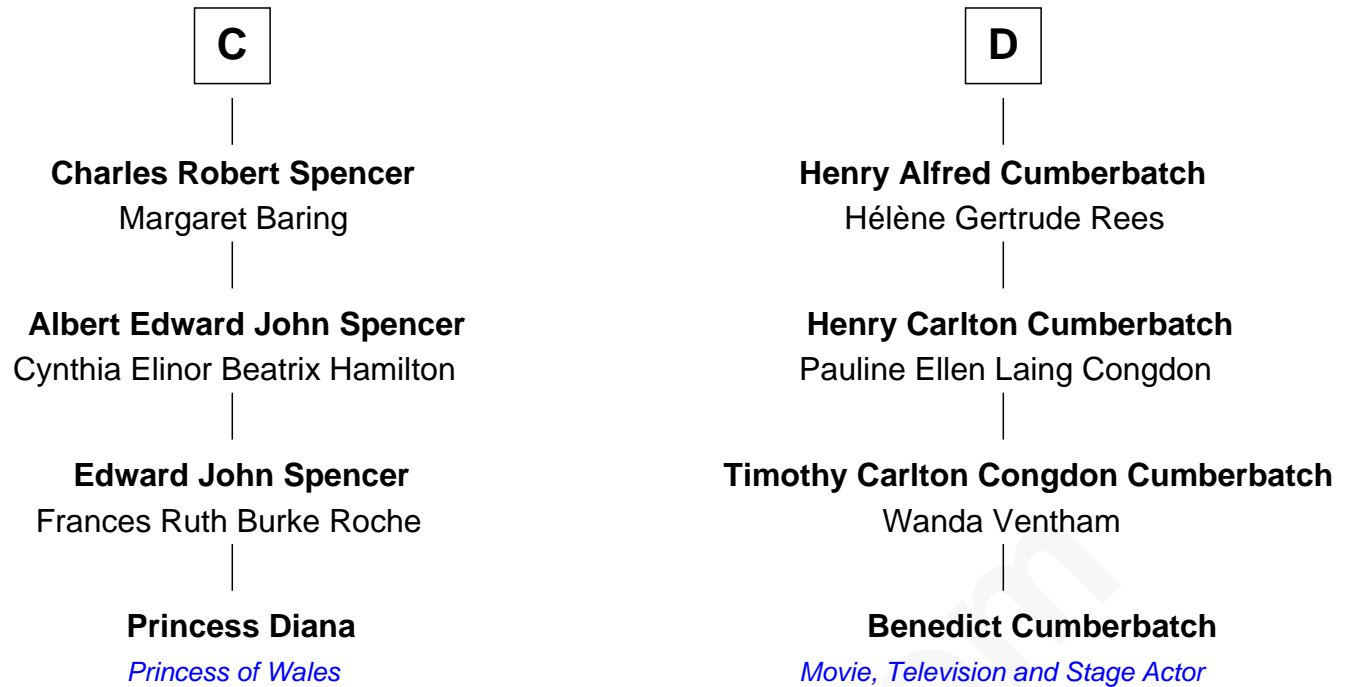 C
Charles Robert Spencer
Margaret Baring
Albert Edward John Spencer
Cynthia Elinor Beatrix Hamilton
Edward John Spencer
Frances Ruth Burke Roche
Princess Diana
Princess of Wales
D
Henry Alfred Cumberbatch
Hélène Gertrude Rees
Henry Carlton Cumberbatch
Pauline Ellen Laing Congdon
Timothy Carlton Congdon Cumberbatch
Wanda Ventham
Benedict Cumberbatch
Movie, Television and Stage Actor